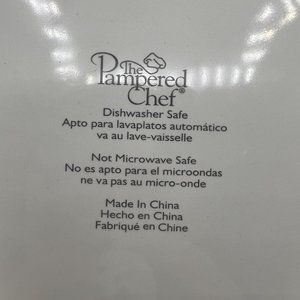 The
Pampered
Chef®
Dishwasher Safe
Apto para lavaplatos automático
va au lave-vaisselle
Not Microwave Safe
No es apto para el microondas
ne va pas au micro-onde
Made In China
Hecho en China
Fabriqué en Chine